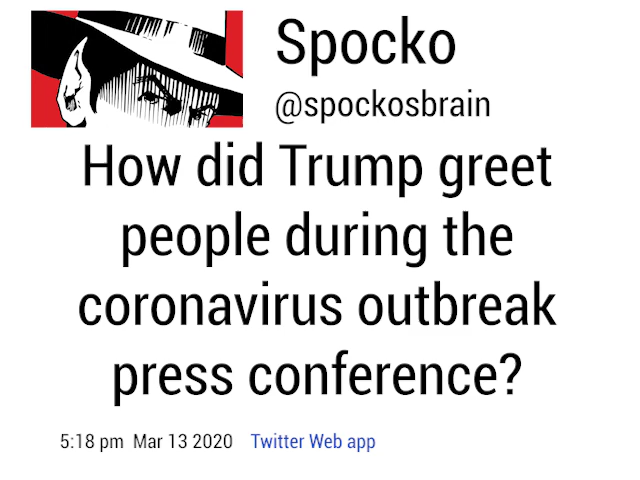 Spocko
@spockosbrain
How did Trump greet
people during the
coronavirus outbreak
press conference?
5:18 pm Mar 13 2020 Twitter Web app